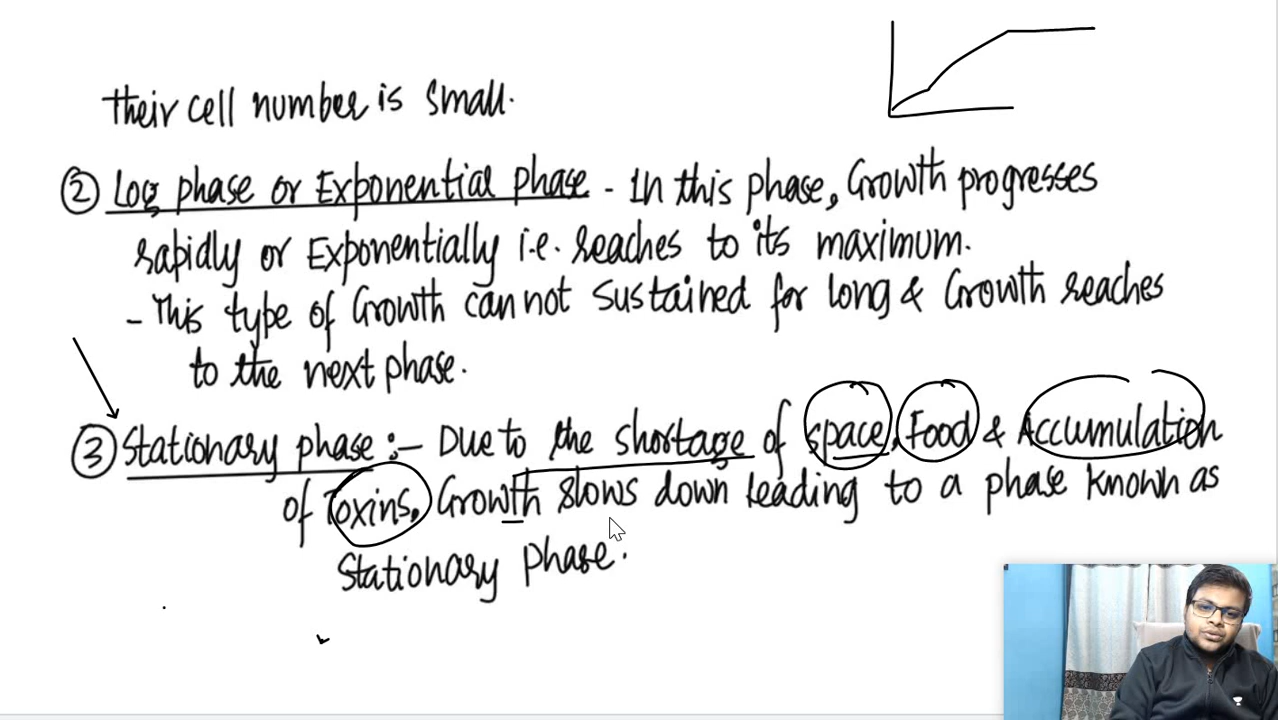 their cell number is small.
② Log phase or Exponential phase - In this phase, Growth progresses
rapidly or Exponentially i.e. reaches to its maximum.
- This type of Growth can not sustained for long & Growth reaches
to the next phase.
③ Stationary phase :- Due to the shortage of space, Food & Accumulation
of Toxins, Growth slows down leading to a phase known as
Stationary phase.